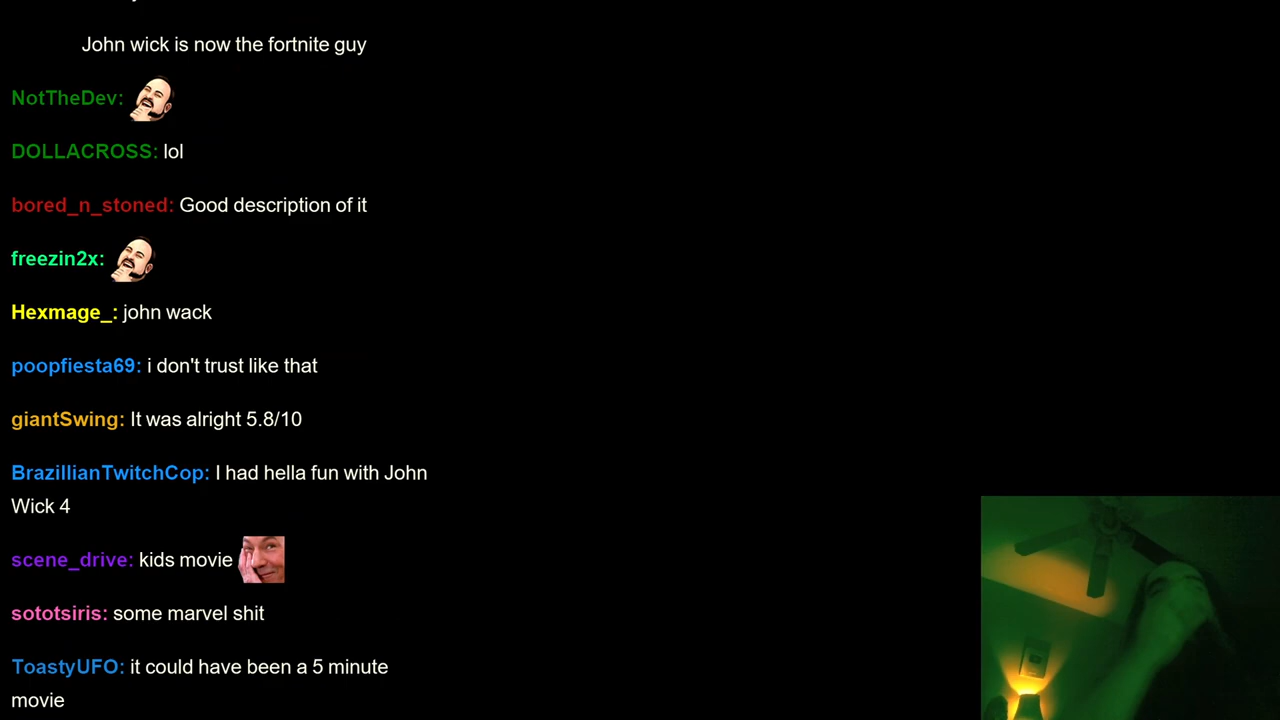 John wick is now the fortnite guy
NotTheDev:
DOLLACROSS: lol
bored_n_stoned: Good description of it
freezin2x:
Hexmage_: john wack
poopfiesta69: i don't trust like that
giantSwing: It was alright 5.8/10
BrazillianTwitchCop: I had hella fun with John
Wick 4
scene_drive: kids movie
sototsiris: some marvel shit
ToastyUFO: it could have been a 5 minute
movie